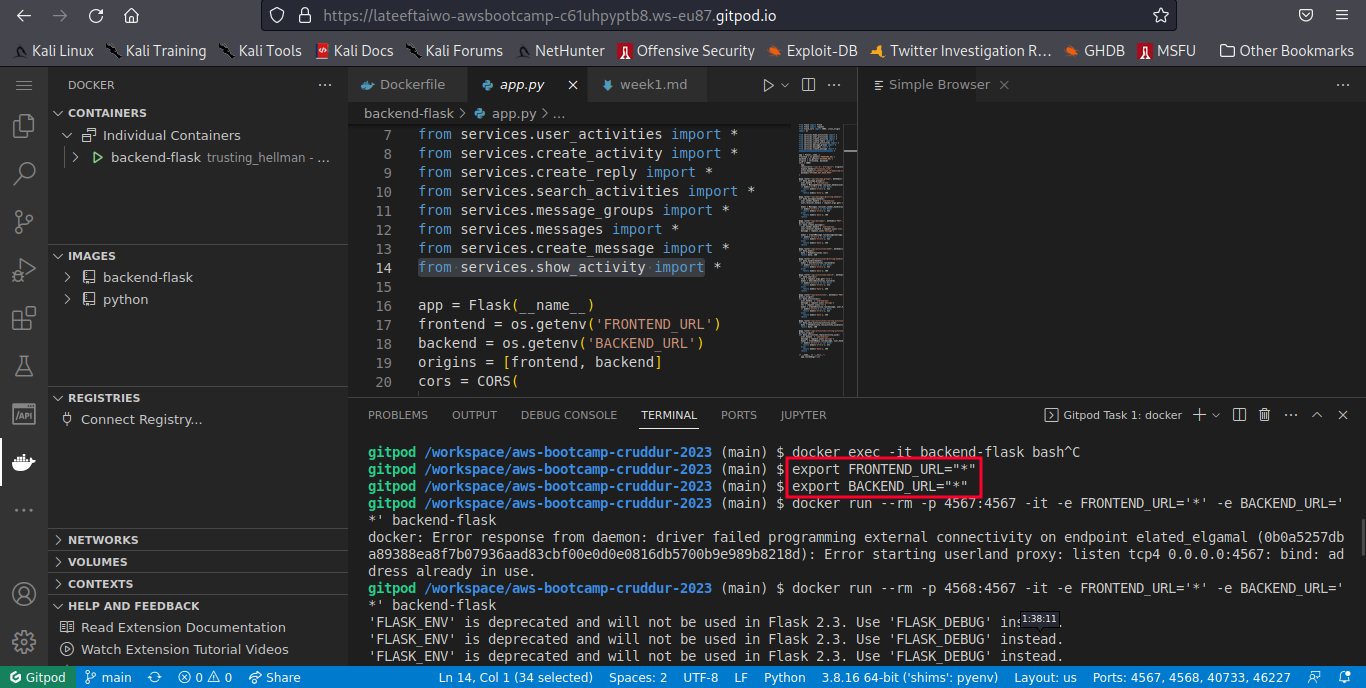 https://lateeftaiwo-awsbootcamp-c61uhpyptb8.ws-eu87.gitpod.io
Kali Linux Kali Training Kali Tools Kali Docs Kali Forums NetHunter Offensive Security Exploit-DB Twitter Investigation R... GHDB MSFU Other Bookmarks
DOCKER
CONTAINERS
Individual Containers
backend-flask trusting_hellman - ...
IMAGES
backend-flask
python
REGISTRIES
Connect Registry...
NETWORKS
VOLUMES
CONTEXTS
HELP AND FEEDBACK
Read Extension Documentation
Watch Extension Tutorial Videos
/API
Dockerfile app.py week1.md
backend-flask > app.py > ...
7 from services.user_activities import *
8 from services.create_activity import *
9 from services.create_reply import *
10 from services.search_activities import *
11 from services.message_groups import *
12 from services.messages import *
13 from services.create_message import *
14 from services.show_activity import *
15
16 app = Flask(__name__)
17 frontend = os.getenv('FRONTEND_URL')
18 backend = os.getenv('BACKEND_URL')
19 origins = [frontend, backend]
20 cors = CORS(
Simple Browser
PROBLEMS OUTPUT DEBUG CONSOLE TERMINAL PORTS JUPYTER
Gitpod Task 1: docker
gitpod /workspace/aws-bootcamp-cruddur-2023 (main) $ docker exec -it backend-flask bash^C
gitpod /workspace/aws-bootcamp-cruddur-2023 (main) $ export FRONTEND_URL="*"
gitpod /workspace/aws-bootcamp-cruddur-2023 (main) $ export BACKEND_URL="*"
gitpod /workspace/aws-bootcamp-cruddur-2023 (main) $ docker run --rm -p 4567:4567 -it -e FRONTEND_URL='*' -e BACKEND_URL='
*' backend-flask
docker: Error response from daemon: driver failed programming external connectivity on endpoint elated_elgamal (0b0a5257db
a89388ea8f7b07936aad83cbf00e0d0e0816db5700b9e989b8218d): Error starting userland proxy: listen tcp4 0.0.0.0:4567: bind: ad
dress already in use.
gitpod /workspace/aws-bootcamp-cruddur-2023 (main) $ docker run --rm -p 4568:4567 -it -e FRONTEND_URL='*' -e BACKEND_URL='
*' backend-flask
'FLASK_ENV' is deprecated and will not be used in Flask 2.3. Use 'FLASK_DEBUG' instead.
1:38:11
'FLASK_ENV' is deprecated and will not be used in Flask 2.3. Use 'FLASK_DEBUG' instead.
'FLASK_ENV' is deprecated and will not be used in Flask 2.3. Use 'FLASK_DEBUG' instead.
Gitpod main 0 0 Share Ln 14, Col 1 (34 selected) Spaces: 2 UTF-8 LF Python 3.8.16 64-bit ('shims': pyenv) Layout: us Ports: 4567, 4568, 40733, 46227